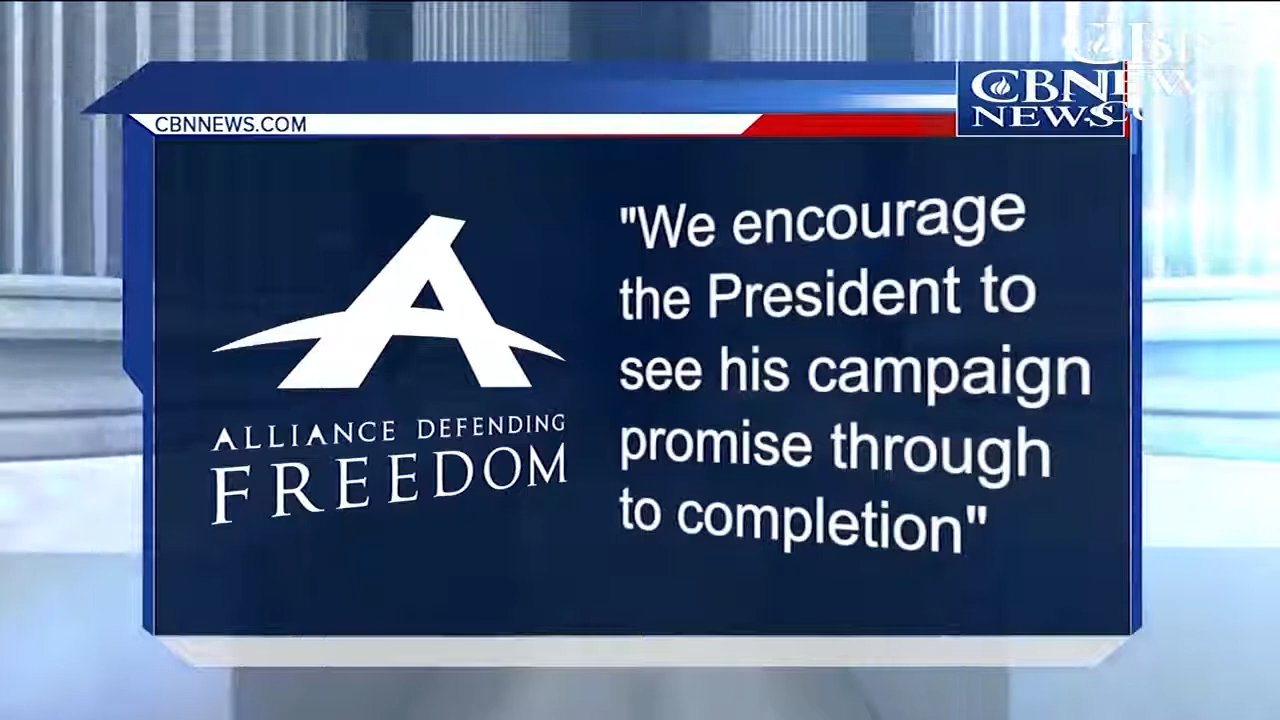 CBNNEWS.COM
CBN
NEWS
"We encourage
the President to
see his campaign
promise through
to completion"
ALLIANCE DEFENDING
FREEDOM